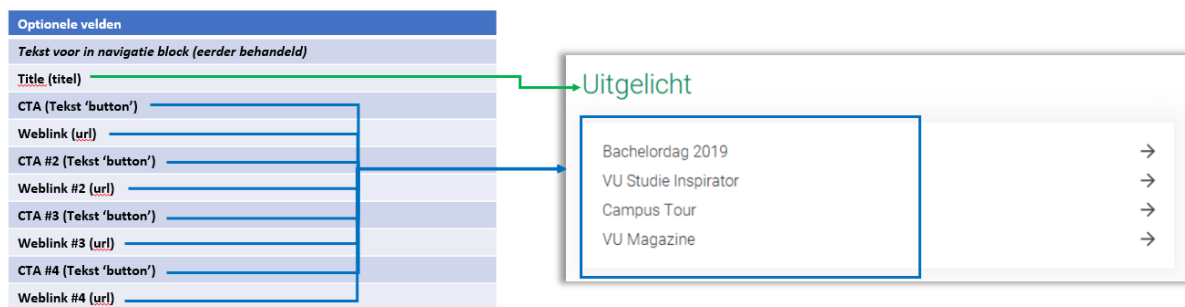 Optionele velden
Tekst voor in navigatie block (eerder behandeld)
Title (titel)
CTA (Tekst ‘button’)
Weblink (url)
CTA #2 (Tekst ‘button’)
Weblink #2 (url)
CTA #3 (Tekst ‘button’)
Weblink #3 (url)
CTA #4 (Tekst ‘button’)
Weblink #4 (url)
Uitgelicht
Bachelordag 2019
VU Studie Inspirator
Campus Tour
VU Magazine